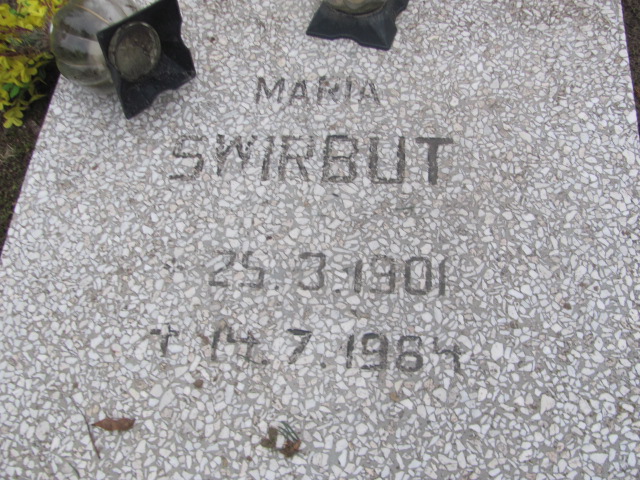 MARIA
SWIRBUT
* 25.3.1901
† 14.7.1964